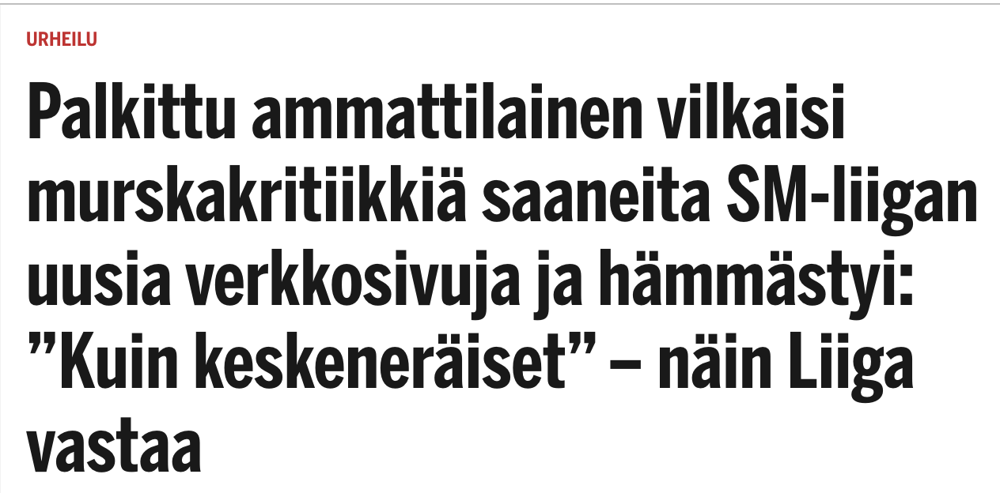 URHEILU
Palkittu ammattilainen vilkaisi
murskakritiikkiä saaneita SM-liigan
uusia verkkosivuja ja hämmästyi:
”Kuin keskeneräiset” – näin Liiga
vastaa